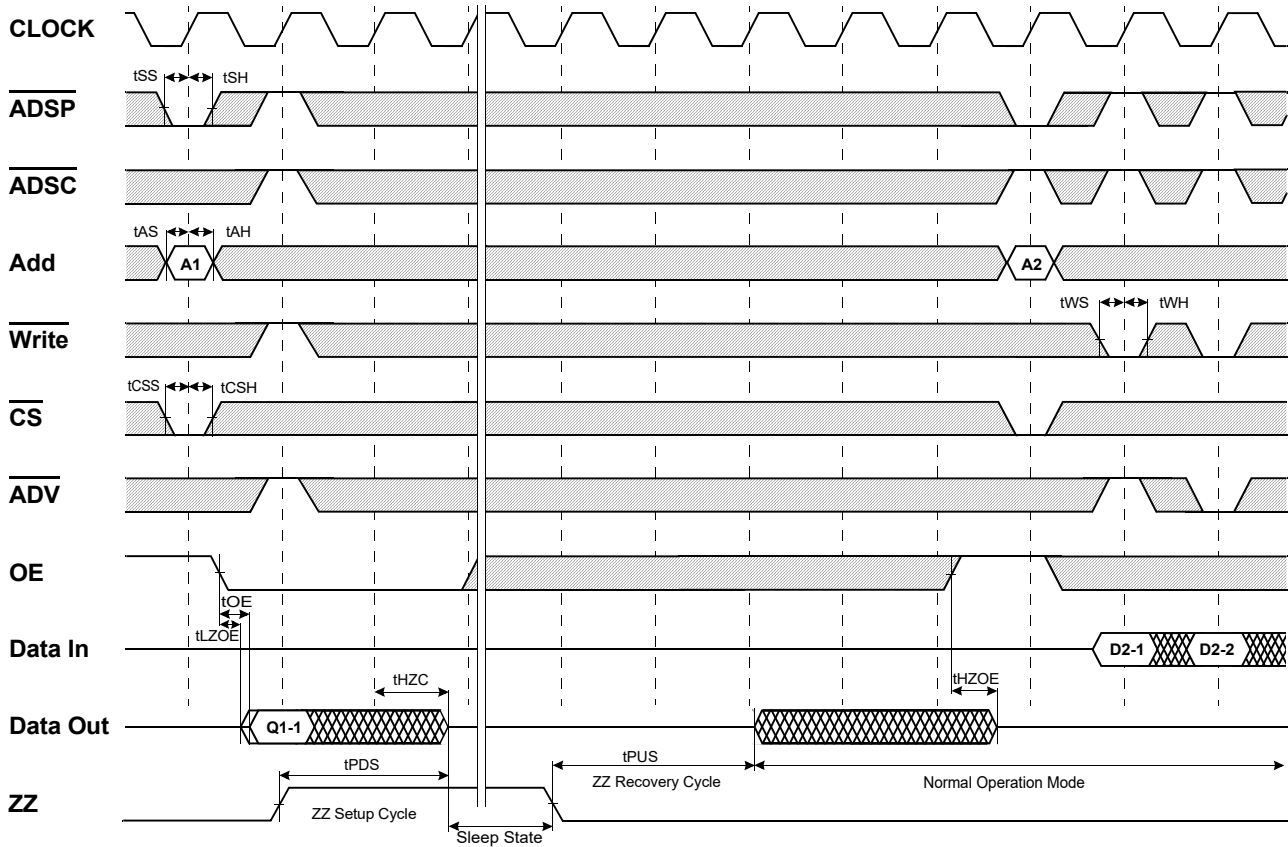 CLOCK
tSS tSH
ADSP
ADSC
tAS tAH
Add A1 A2
tWS tWH
Write
tCSS tCSH
CS
ADV
OE
tOE
tLZOE
Data In D2-1 D2-2
tHZC tHZOE
Data Out Q1-1
tPDS tPUS
ZZ Recovery Cycle Normal Operation Mode
ZZ ZZ Setup Cycle
Sleep State